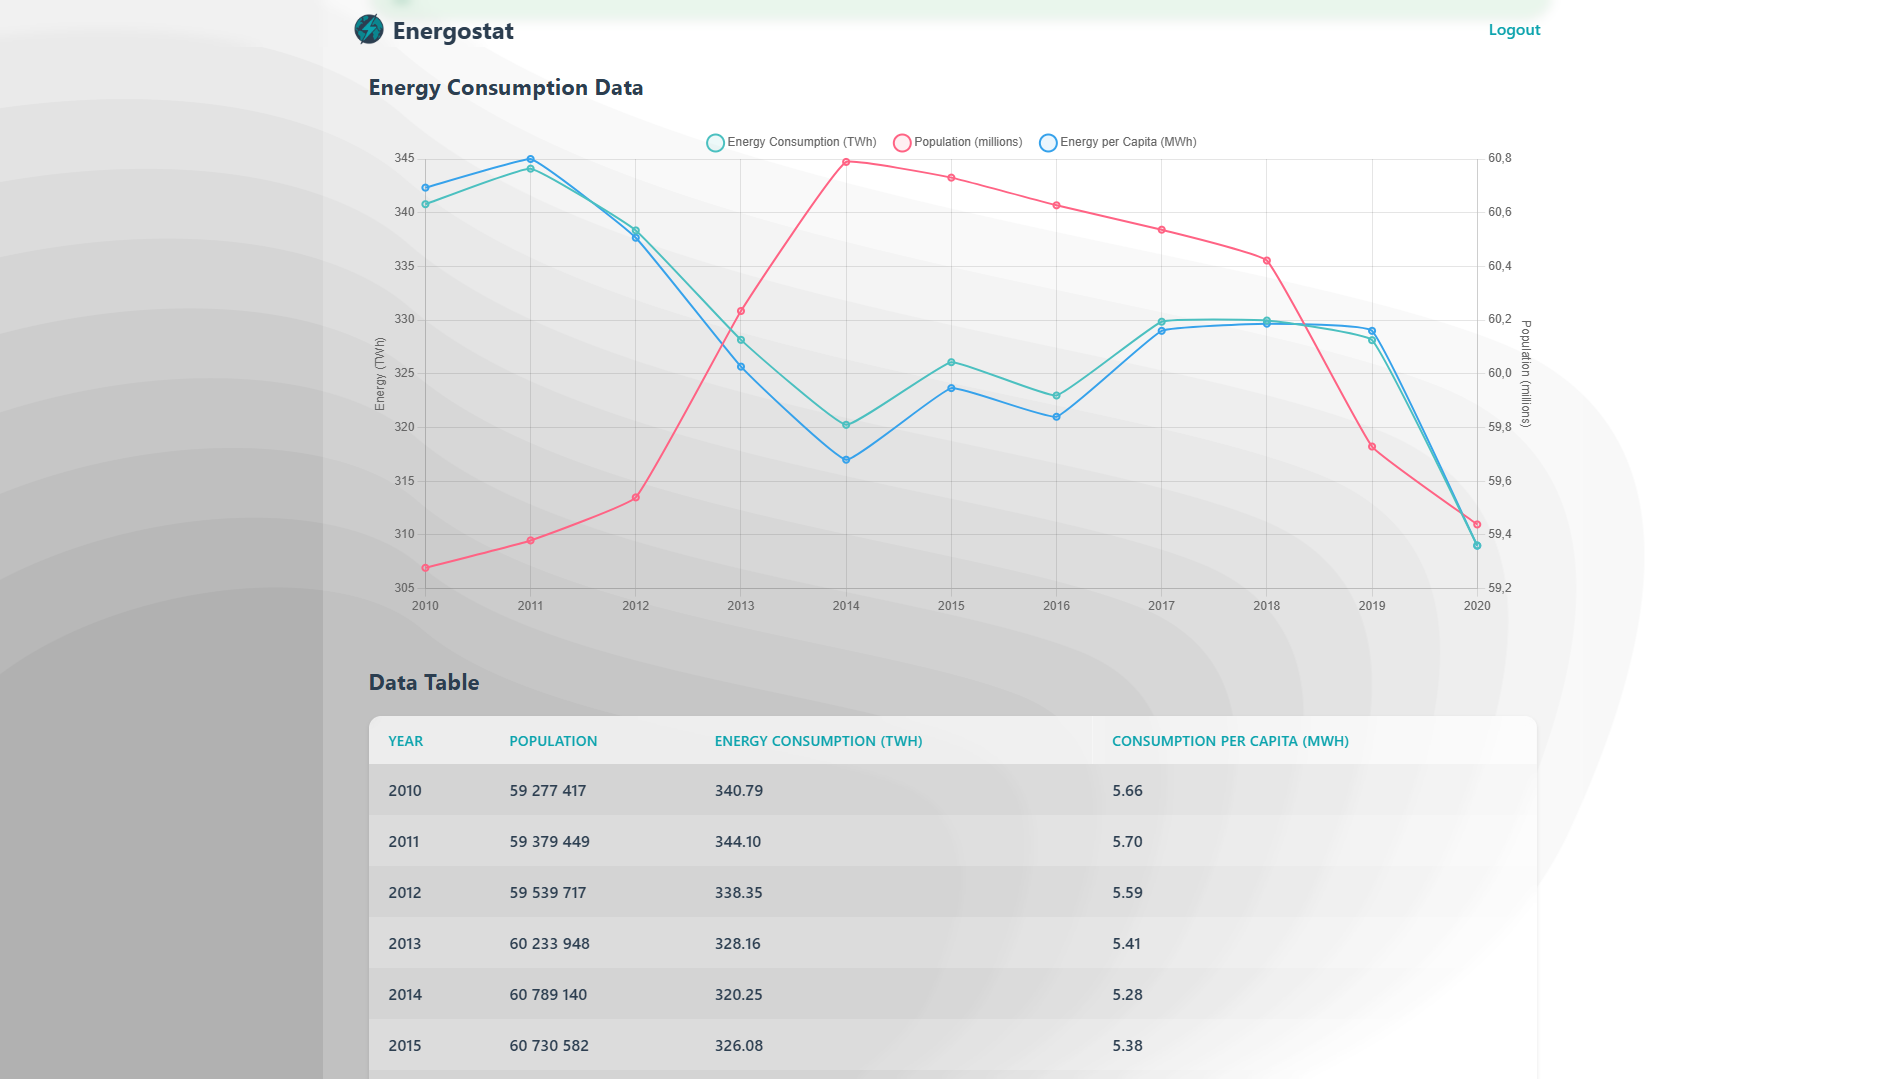 Energostat
Logout
Energy Consumption Data
Energy Consumption (TWh) Population (millions) Energy per Capita (MWh)
345
340
335
330
325
320
315
310
305
Energy (TWh)
60,8
60,6
60,4
60,2
60,0
59,8
59,6
59,4
59,2
Population (millions)
2010 2011 2012 2013 2014 2015 2016 2017 2018 2019 2020
Data Table
YEAR POPULATION ENERGY CONSUMPTION (TWH) CONSUMPTION PER CAPITA (MWH)
2010 59 277 417 340.79 5.66
2011 59 379 449 344.10 5.70
2012 59 539 717 338.35 5.59
2013 60 233 948 328.16 5.41
2014 60 789 140 320.25 5.28
2015 60 730 582 326.08 5.38